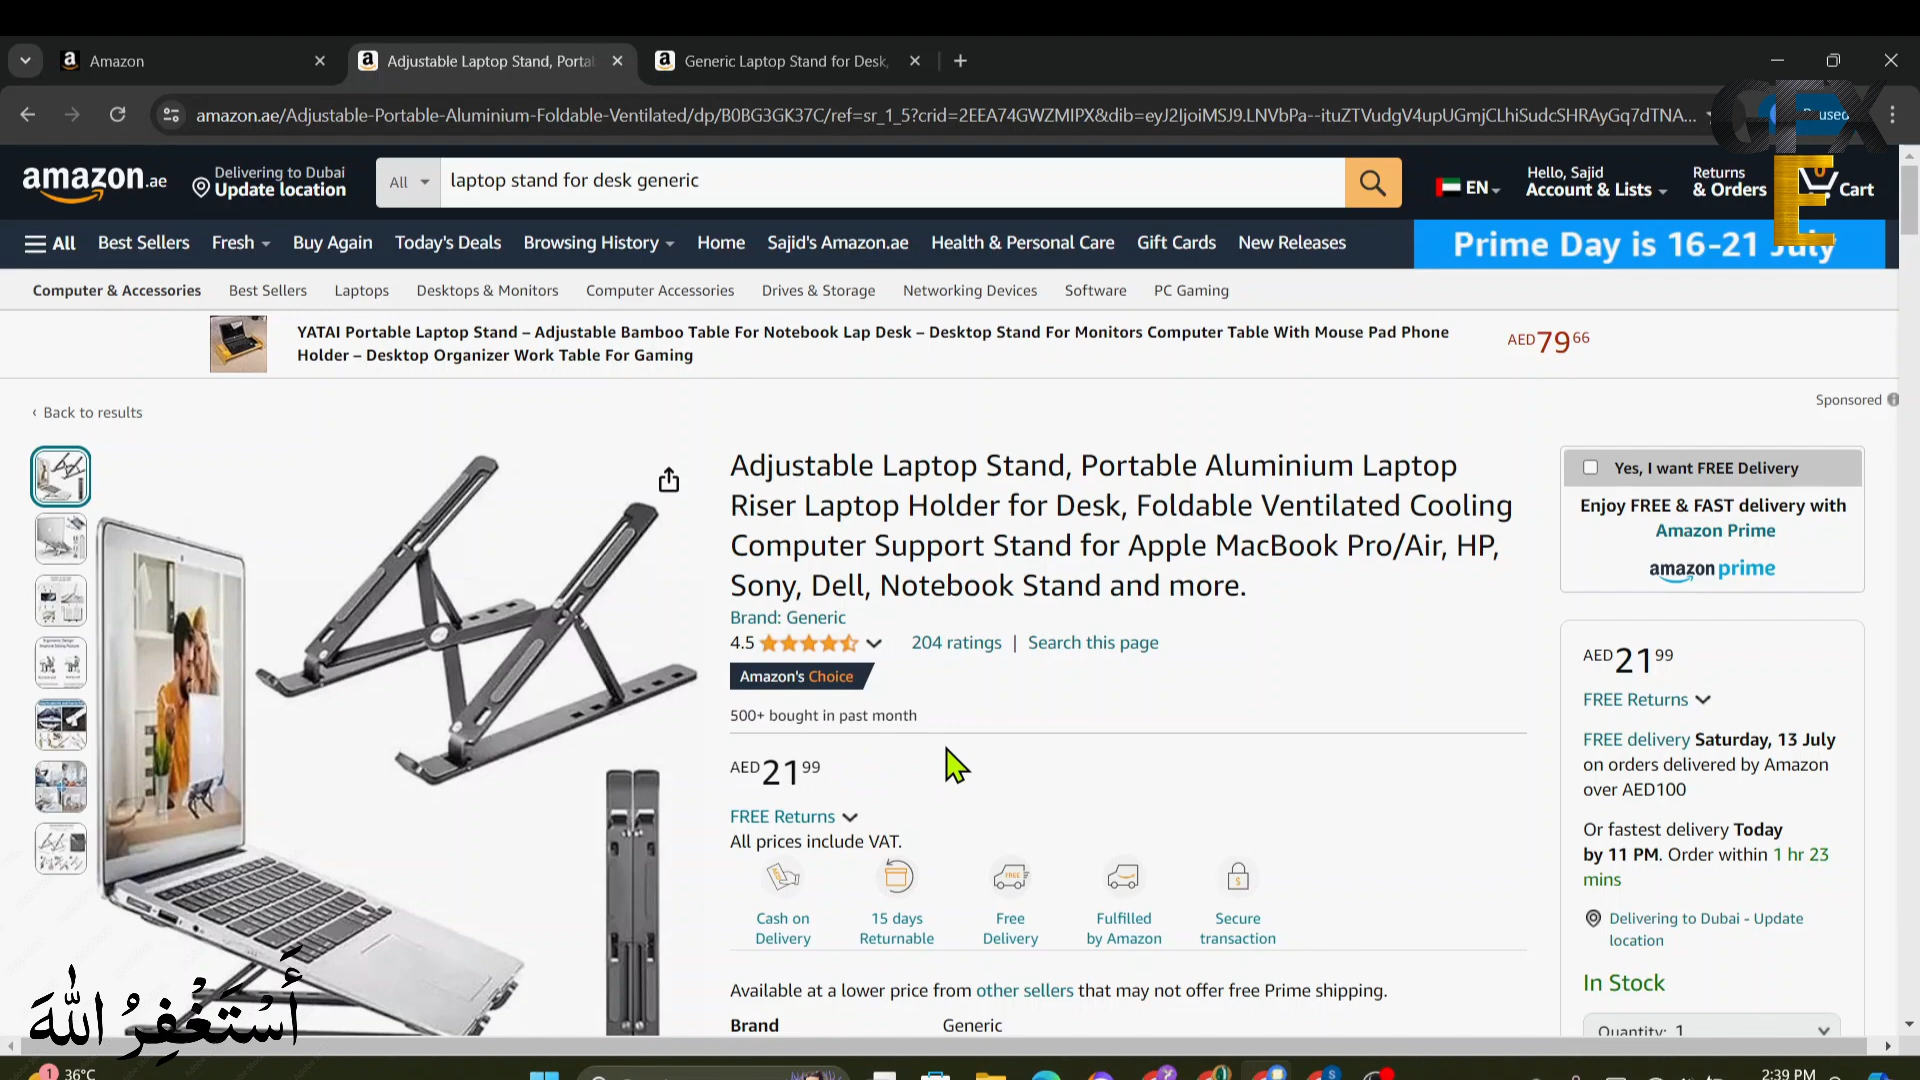 Amazon
Adjustable Laptop Stand, Porta
Generic Laptop Stand for Desk,
amazon.ae/Adjustable-Portable-Aluminium-Foldable-Ventilated/dp/B0BG3GK37C/ref=sr_1_5?crid=2EEA74GWZMIPX&dib=eyJ2IjoiMSJ9.LNVbPa--ituZTVudgV4upUGmjCLhiSudcSHRAyGq7dTNA...
GFX
E
amazon.ae
Delivering to Dubai
Update location
All
laptop stand for desk generic
EN
Hello, Sajid
Account & Lists
Returns
& Orders
0
Cart
All
Best Sellers
Fresh
Buy Again
Today's Deals
Browsing History
Home
Sajid's Amazon.ae
Health & Personal Care
Gift Cards
New Releases
Prime Day is 16-21 July
Computer & Accessories
Best Sellers
Laptops
Desktops & Monitors
Computer Accessories
Drives & Storage
Networking Devices
Software
PC Gaming
YATAI Portable Laptop Stand – Adjustable Bamboo Table For Notebook Lap Desk – Desktop Stand For Monitors Computer Table With Mouse Pad Phone
Holder – Desktop Organizer Work Table For Gaming
AED79 66
‹ Back to results
Sponsored
Adjustable Laptop Stand, Portable Aluminium Laptop
Riser Laptop Holder for Desk, Foldable Ventilated Cooling
Computer Support Stand for Apple MacBook Pro/Air, HP,
Sony, Dell, Notebook Stand and more.
Brand: Generic
4.5
204 ratings | Search this page
Amazon's Choice
500+ bought in past month
AED21 99
FREE Returns
All prices include VAT.
Cash on
Delivery
15 days
Returnable
Free
Delivery
Fulfilled
by Amazon
Secure
transaction
Available at a lower price from other sellers that may not offer free Prime shipping.
Brand Generic
Yes, I want FREE Delivery
Enjoy FREE & FAST delivery with
Amazon Prime
amazon prime
AED21 99
FREE Returns
FREE delivery Saturday, 13 July
on orders delivered by Amazon
over AED100
Or fastest delivery Today
by 11 PM. Order within 1 hr 23
mins
Delivering to Dubai - Update
location
In Stock
Quantity: 1
أَسْتَغْفِرُ اللهَ
1
36°C
2:39 PM